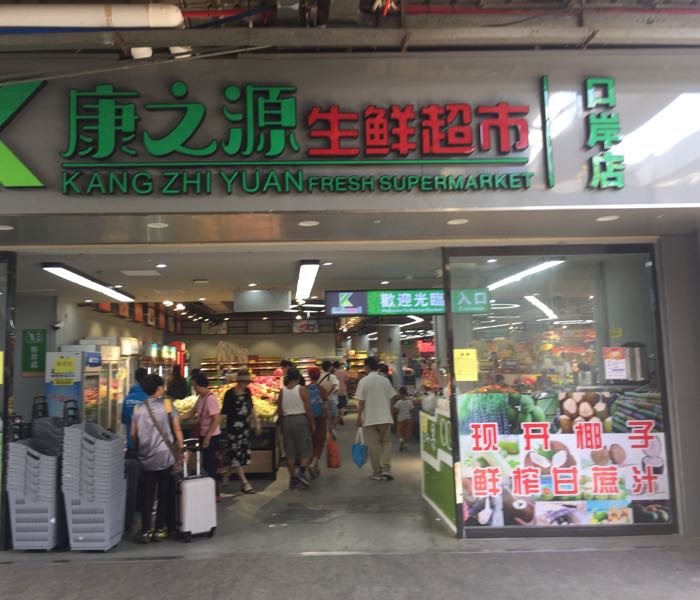 康之源生鲜超市
KANG ZHI YUAN FRESH SUPERMARKET
口岸店
歡迎光臨
入口
现开椰子
鲜榨甘蔗汁